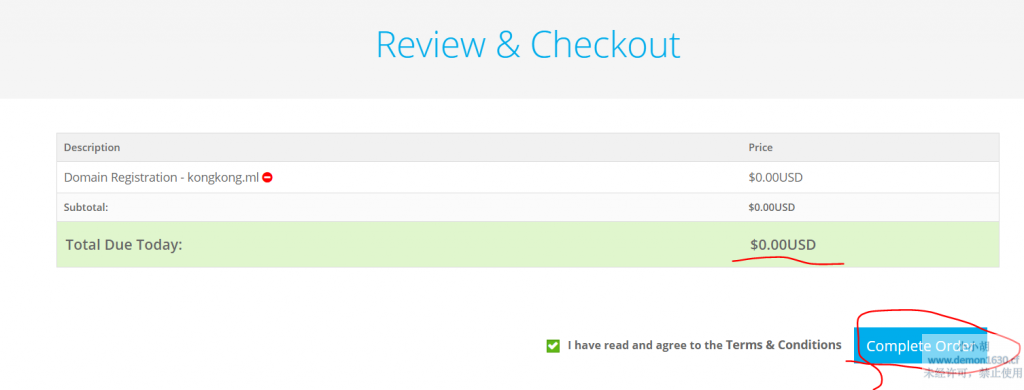 Review & Checkout
Description Price
Domain Registration - kongkong.ml $0.00USD
Subtotal: $0.00USD
Total Due Today: $0.00USD
I have read and agree to the Terms & Conditions Complete Order
www.demon1630.cf
未经许可，禁止使用